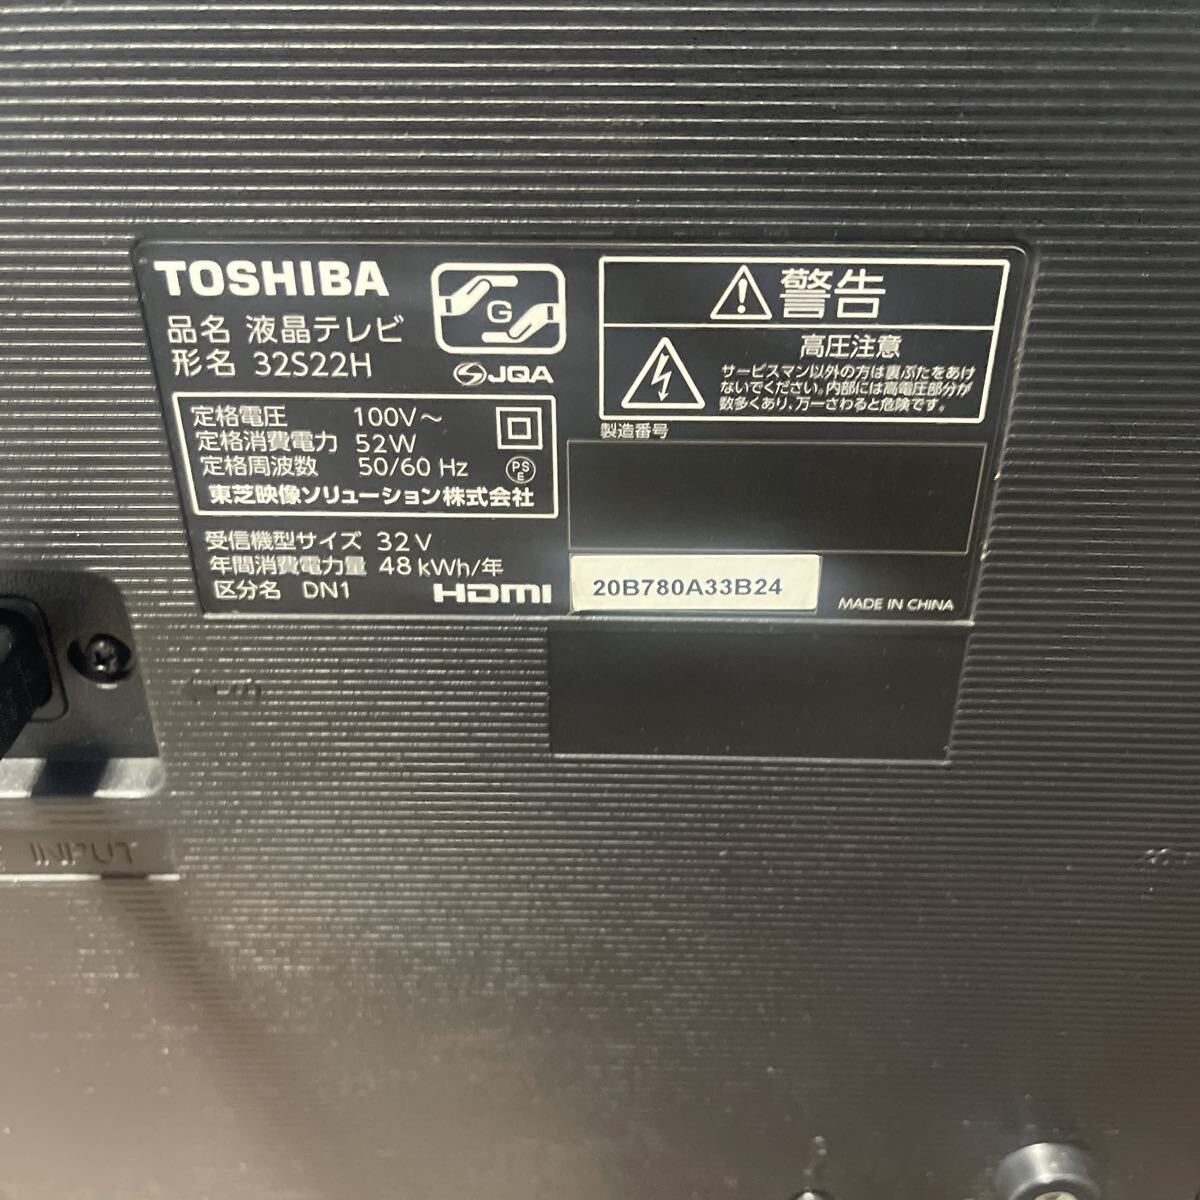 TOSHIBA
品名 液晶テレビ
形名 32S22H
G
JQA
定格電圧 100V～
定格消費電力 52W
定格周波数 50/60 Hz
PS
E
東芝映像ソリューション株式会社
受信機型サイズ 32V
年間消費電力量 48kWh/年
区分名 DN1
HDMI
警告
高圧注意
サービスマン以外の方は裏ぶたをあけ
ないでください。内部には高電圧部分が
数多くあり、万一さわると危険です。
製造番号
20B780A33B24
MADE IN CHINA
INPUT